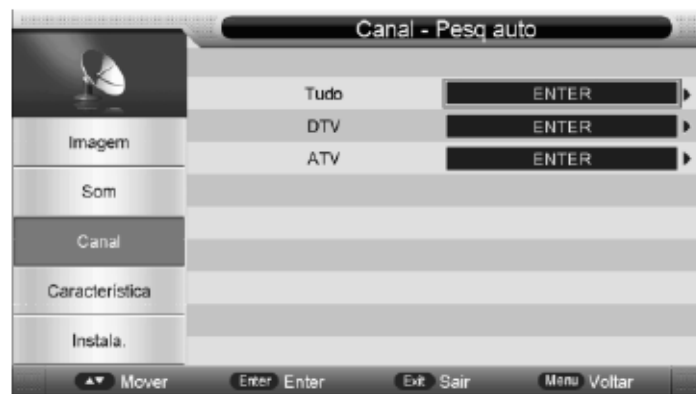 Canal - Pesq auto
Tudo ENTER
DTV ENTER
ATV ENTER
Imagem
Som
Canal
Característica
Instala.
Mover Enter Enter Exit Sair Menu Voltar